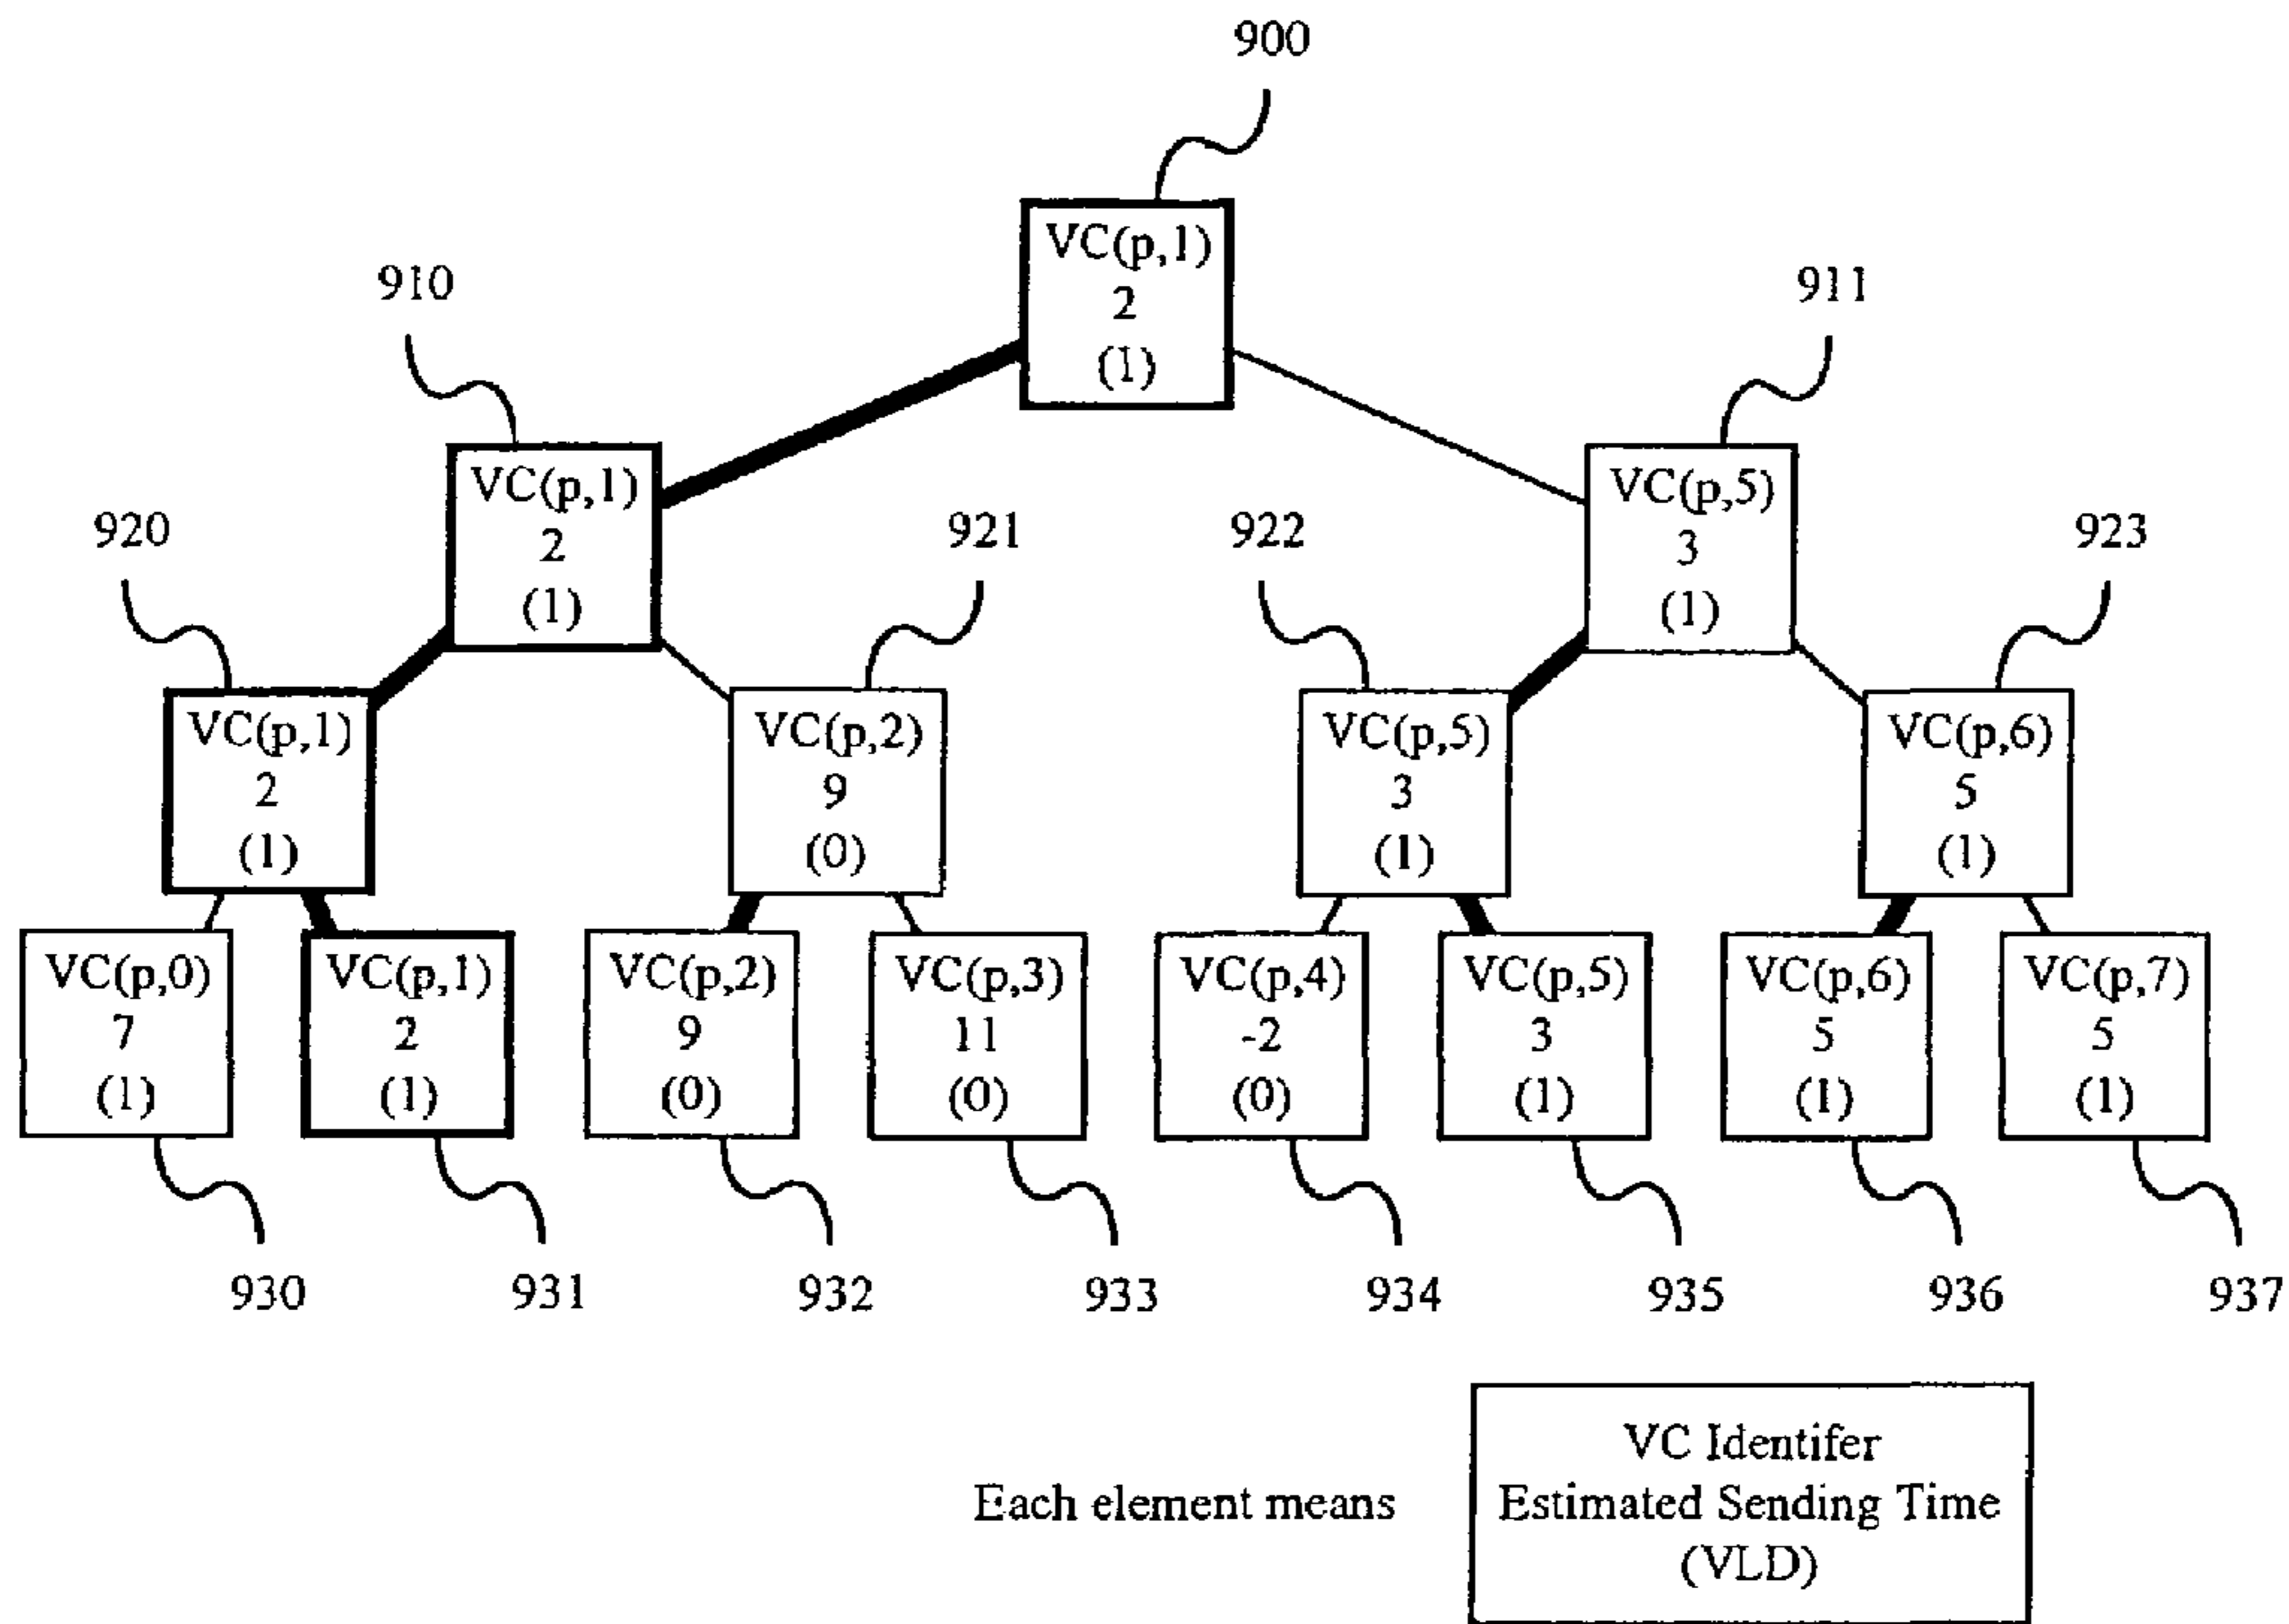 900
VC(p,1)
2
(1)
910
911
VC(p,1)
2
(1)
VC(p,5)
3
(1)
920
921
922
923
VC(p,1)
2
(1)
VC(p,2)
9
(0)
VC(p,5)
3
(1)
VC(p,6)
5
(1)
VC(p,0)
7
(1)
VC(p,1)
2
(1)
VC(p,2)
9
(0)
VC(p,3)
11
(0)
VC(p,4)
-2
(0)
VC(p,5)
3
(1)
VC(p,6)
5
(1)
VC(p,7)
5
(1)
930
931
932
933
934
935
936
937
Each element means
VC Identifer
Estimated Sending Time
(VLD)